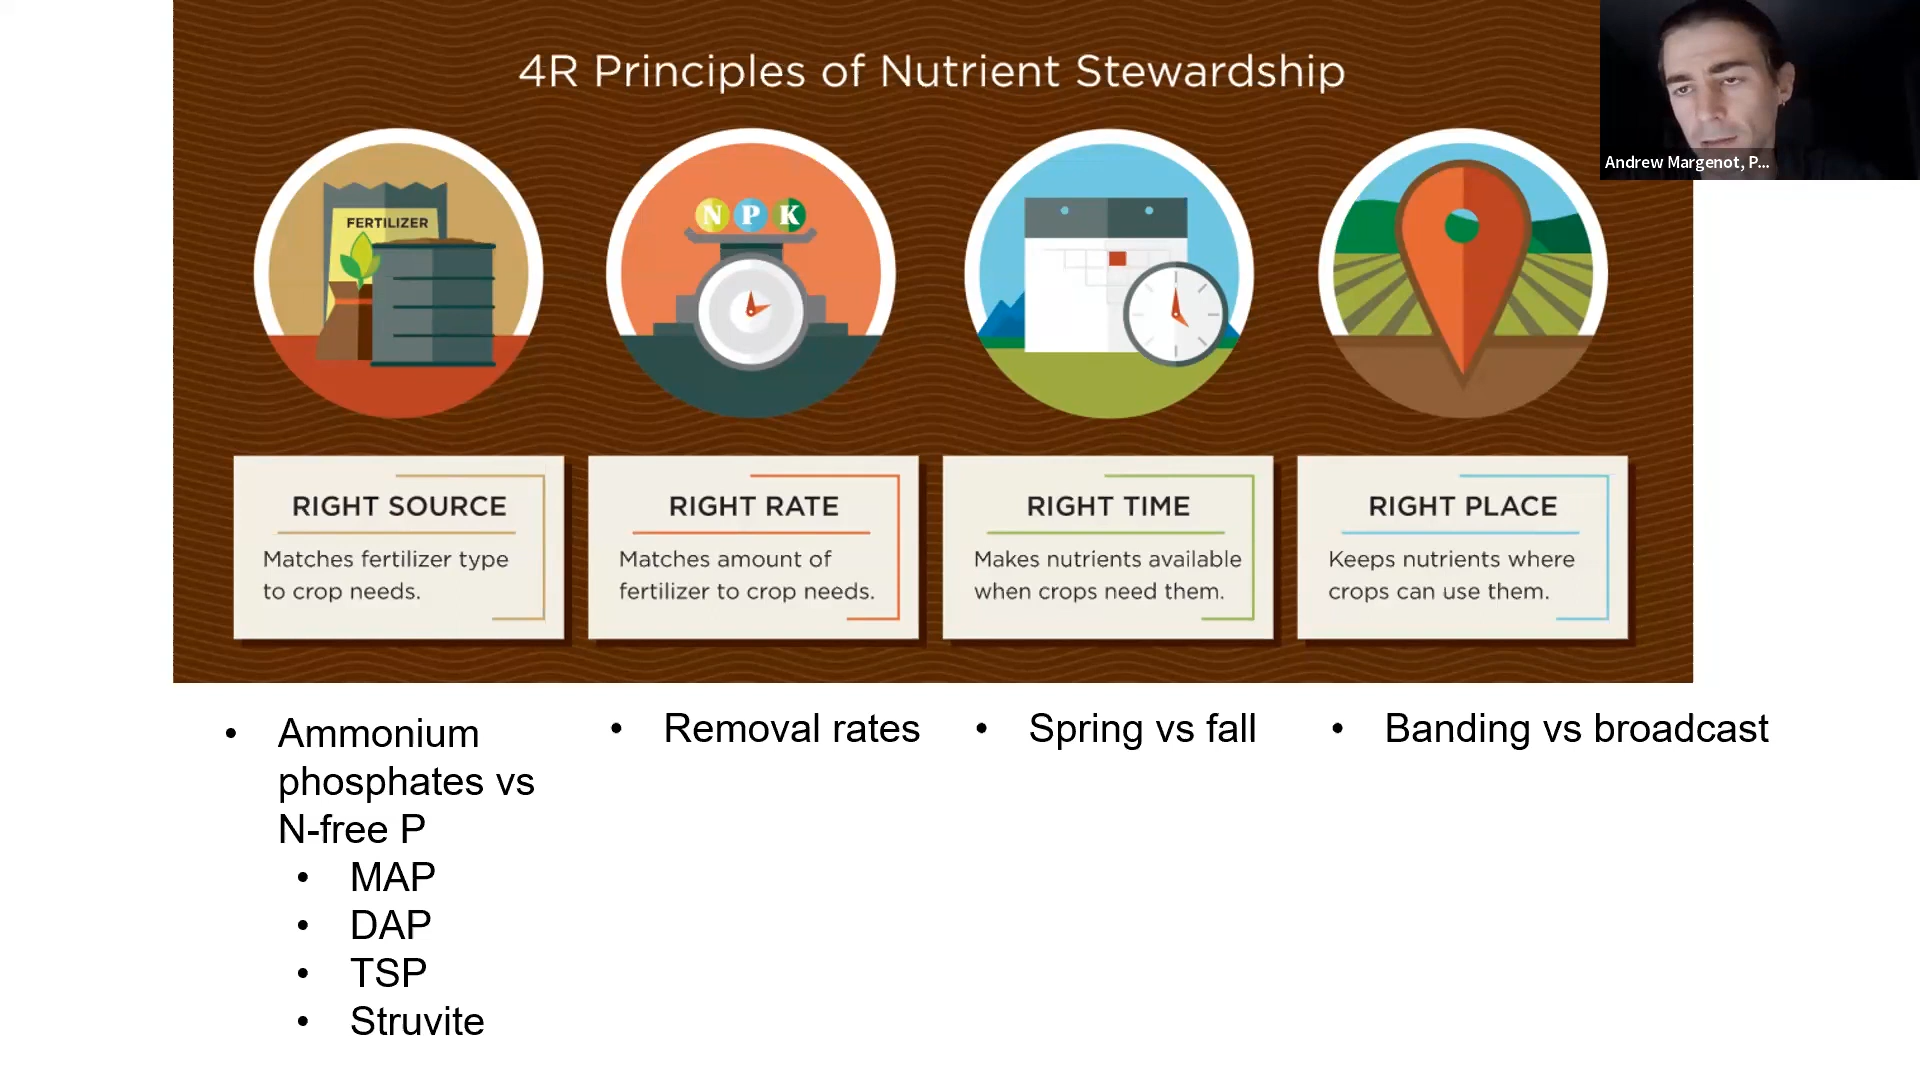 4R Principles of Nutrient Stewardship
Andrew Margenot, P...
FERTILIZER
N P K
RIGHT SOURCE
Matches fertilizer type
to crop needs.
RIGHT RATE
Matches amount of
fertilizer to crop needs.
RIGHT TIME
Makes nutrients available
when crops need them.
RIGHT PLACE
Keeps nutrients where
crops can use them.
• Ammonium
phosphates vs
N-free P
• MAP
• DAP
• TSP
• Struvite
• Removal rates
• Spring vs fall
• Banding vs broadcast